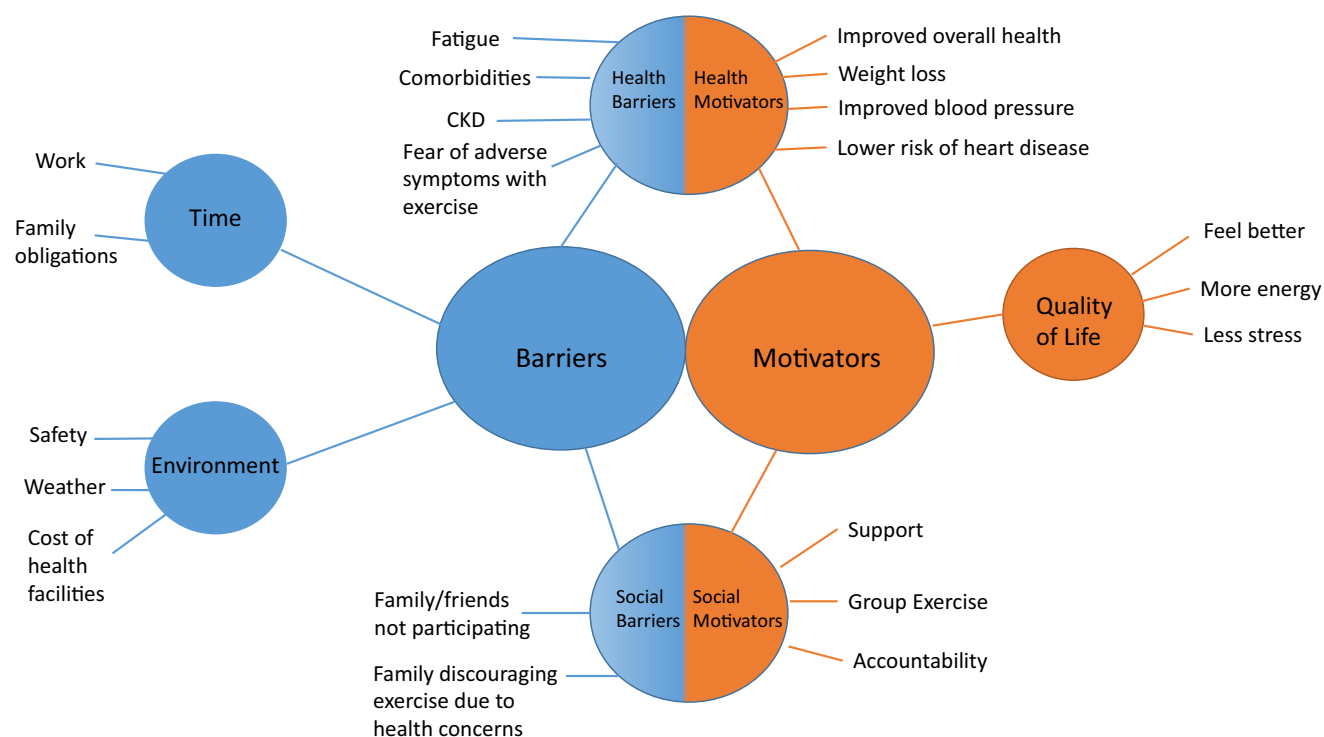 Fatigue
Comorbidities
CKD
Fear of adverse
symptoms with
exercise
Health
Barriers
Health
Motivators
Improved overall health
Weight loss
Improved blood pressure
Lower risk of heart disease
Work
Family
obligations
Time
Barriers
Motivators
Quality
of Life
Feel better
More energy
Less stress
Safety
Weather
Cost of
health
facilities
Environment
Family/friends
not participating
Family discouraging
exercise due to
health concerns
Social
Barriers
Social
Motivators
Support
Group Exercise
Accountability